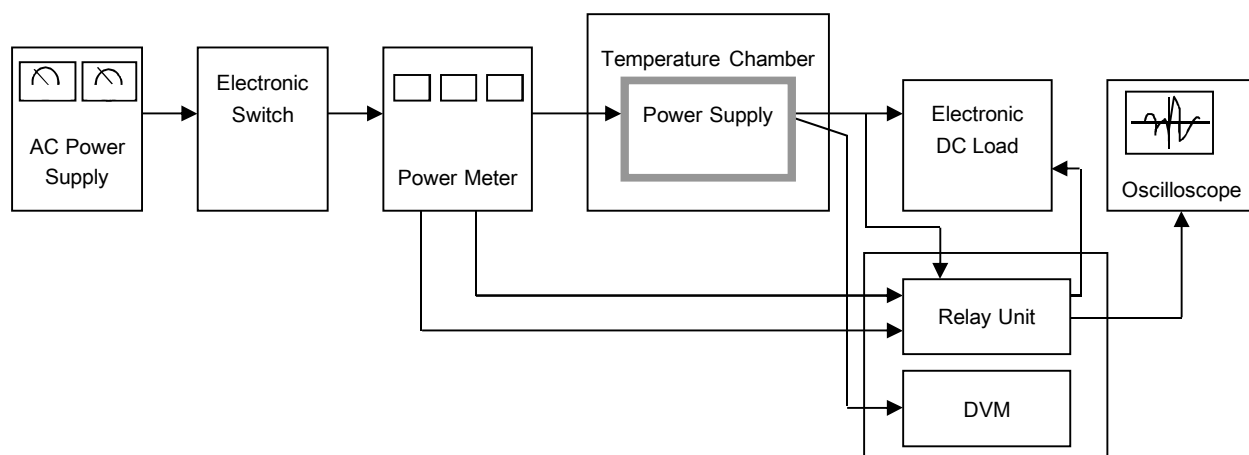 AC Power
Supply
Electronic
Switch
Power Meter
Temperature Chamber
Power Supply
Electronic
DC Load
Oscilloscope
Relay Unit
DVM